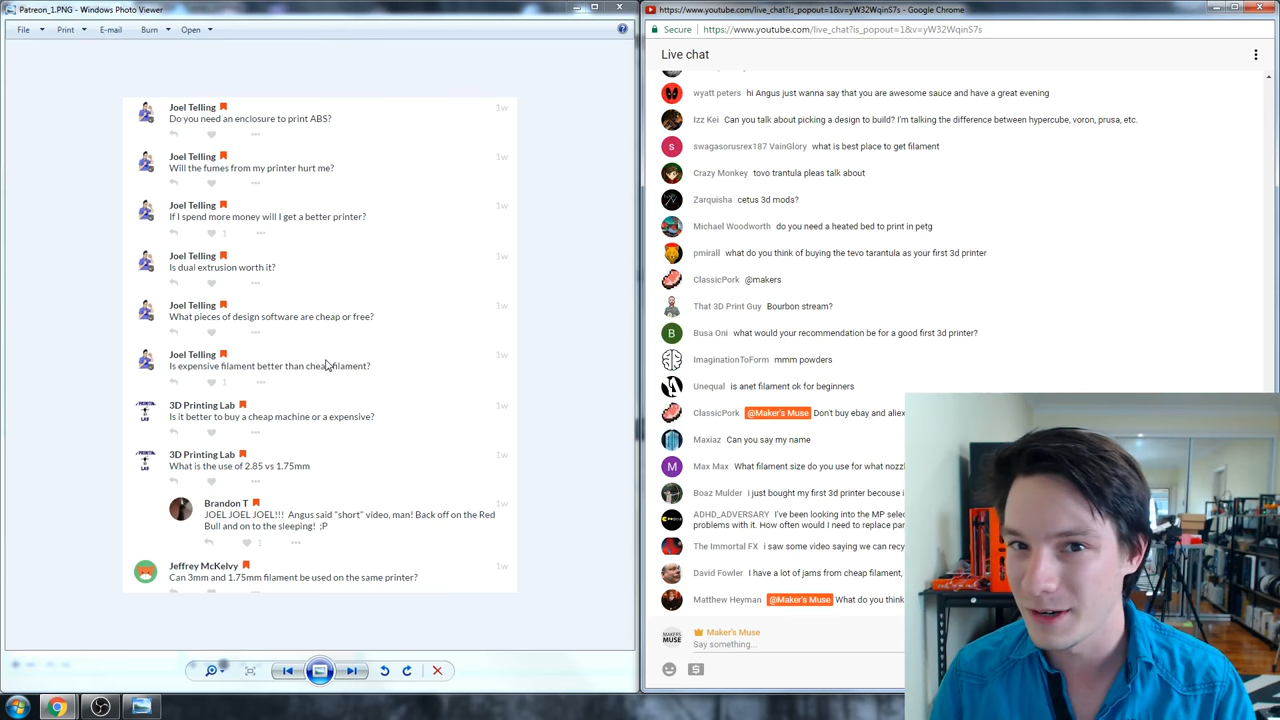 Patreon_1.PNG - Windows Photo Viewer
File
Print
E-mail
Burn
Open
Joel Telling
1w
Do you need an enclosure to print ABS?
Joel Telling
1w
Will the fumes from my printer hurt me?
Joel Telling
1w
If I spend more money will I get a better printer?
1
Joel Telling
1w
Is dual extrusion worth it?
Joel Telling
1w
What pieces of design software are cheap or free?
Joel Telling
1w
Is expensive filament better than cheap filament?
1
3D Printing Lab
1w
Is it better to buy a cheap machine or a expensive?
3D Printing Lab
1w
What is the use of 2.85 vs 1.75mm
Brandon T
1w
JOEL JOEL JOEL!!! Angus said "short" video, man! Back off on the Red
Bull and on to the sleeping! ;P
1
Jeffrey McKelvy
1w
Can 3mm and 1.75mm filament be used on the same printer?
https://www.youtube.com/live_chat?is_popout=1&v=yW32WqinS7s - Google Chrome
Secure https://www.youtube.com/live_chat?is_popout=1&v=yW32WqinS7s
Live chat
wyatt peters hi Angus just wanna say that you are awesome sauce and have a great evening
Izz Kei Can you talk about picking a design to build? I'm talking the difference between hypercube, voron, prusa, etc.
S swagasorusrex187 VainGlory what is best place to get filament
Crazy Monkey tovo trantula pleas talk about
Zarquisha cetus 3d mods?
Michael Woodworth do you need a heated bed to print in petg
pmirall what do you think of buying the tevo tarantula as your first 3d printer
ClassicPork @makers
That 3D Print Guy Bourbon stream?
B Busa Oni what would your recommendation be for a good first 3d printer?
ImaginationToForm mmm powders
Unequal is anet filament ok for beginners
ClassicPork @Maker's Muse Don't buy ebay and
Maxiaz Can you say my name
M Max Max What filament size do you use for what
Boaz Mulder i just bought my first 3d printer becouse i
ADHD_ADVERSARY I've been looking into the MP
problems with it. How often would I need to replace
The Immortal FX i saw some video saying we can
David Fowler I have a lot of jams from cheap filament,
Matthew Heyman @Maker's Muse What do you think
MAKERS MUSE Maker's Muse
Say something...